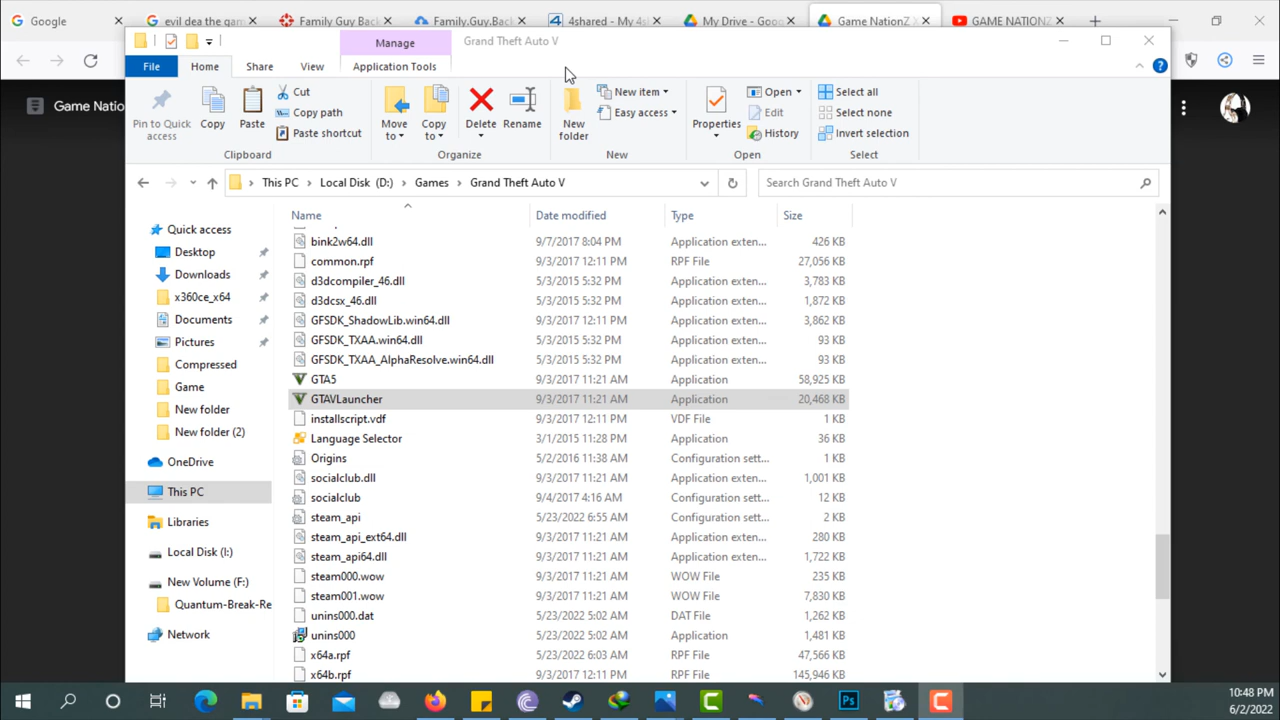 Google
evil dea the gam
Family Guy Back
Family.Guy.Back.
4shared - My 4s
My Drive - Goo
Game NationZ X
GAME NATIONZ
Game Natio
Manage
Grand Theft Auto V
File
Home
Share
View
Application Tools
Pin to Quick access
Copy
Paste
Cut
Copy path
Paste shortcut
Clipboard
Move to
Copy to
Delete
Rename
Organize
New folder
New item
Easy access
New
Properties
Open
Edit
History
Open
Select all
Select none
Invert selection
Select
This PC > Local Disk (D:) > Games > Grand Theft Auto V
Search Grand Theft Auto V
Quick access
Desktop
Downloads
x360ce_x64
Documents
Pictures
Compressed
Game
New folder
New folder (2)
OneDrive
This PC
Libraries
Local Disk (I:)
New Volume (F:)
Quantum-Break-Re
Network
Name Date modified Type Size
bink2w64.dll 9/7/2017 8:04 PM Application exten... 426 KB
common.rpf 9/3/2017 12:11 PM RPF File 27,056 KB
d3dcompiler_46.dll 5/3/2015 5:32 PM Application exten... 3,783 KB
d3dcsx_46.dll 5/3/2015 5:32 PM Application exten... 1,872 KB
GFSDK_ShadowLib.win64.dll 9/3/2017 12:11 PM Application exten... 3,862 KB
GFSDK_TXAA.win64.dll 5/3/2015 5:32 PM Application exten... 93 KB
GFSDK_TXAA_AlphaResolve.win64.dll 5/3/2015 5:32 PM Application exten... 93 KB
GTA5 9/3/2017 11:21 AM Application 58,925 KB
GTAVLauncher 9/3/2017 11:21 AM Application 20,468 KB
installscript.vdf 9/3/2017 12:11 PM VDF File 1 KB
Language Selector 3/1/2015 11:28 PM Application 36 KB
Origins 5/2/2016 11:38 AM Configuration sett... 1 KB
socialclub.dll 9/3/2017 11:21 AM Application exten... 1,001 KB
socialclub 9/4/2017 4:16 AM Configuration sett... 12 KB
steam_api 5/23/2022 6:55 AM Configuration sett... 2 KB
steam_api_ext64.dll 9/3/2017 11:21 AM Application exten... 280 KB
steam_api64.dll 9/3/2017 11:21 AM Application exten... 1,722 KB
steam000.wow 9/3/2017 11:21 AM WOW File 235 KB
steam001.wow 9/3/2017 11:21 AM WOW File 7,830 KB
unins000.dat 5/23/2022 5:02 AM DAT File 1,262 KB
unins000 5/23/2022 5:02 AM Application 1,481 KB
x64a.rpf 5/23/2022 6:03 AM RPF File 47,566 KB
x64b.rpf 9/3/2017 12:11 PM RPF File 145,946 KB
10:48 PM
6/2/2022